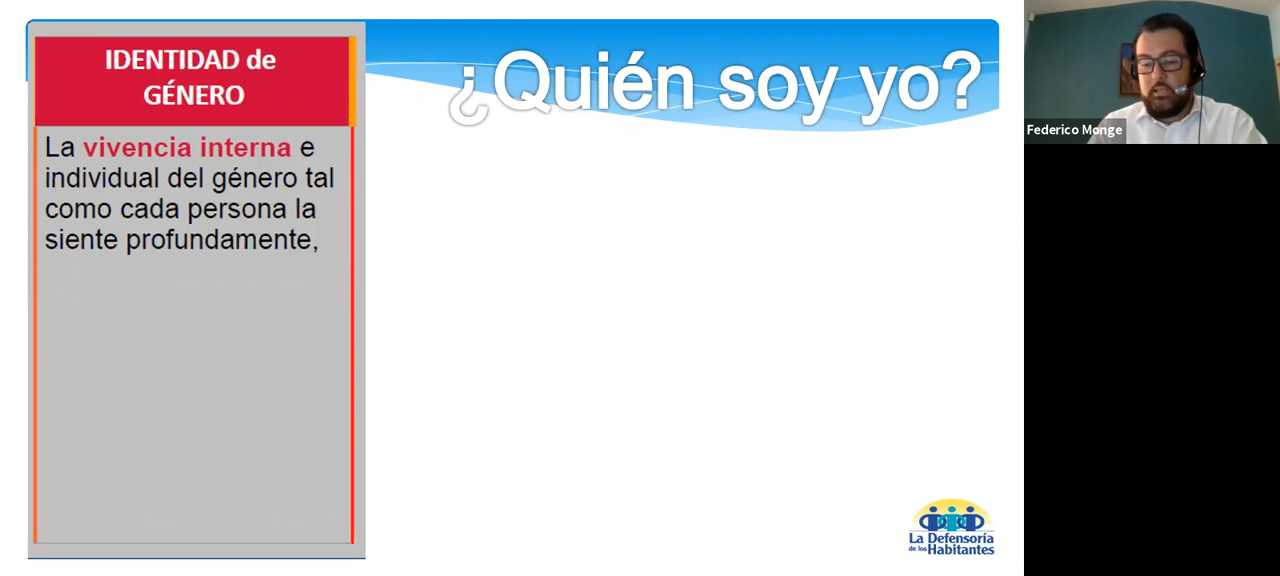 IDENTIDAD de
GÉNERO
¿Quién soy yo?
La vivencia interna e
individual del género tal
como cada persona la
siente profundamente,
Federico Monge
La Defensoría
de los Habitantes